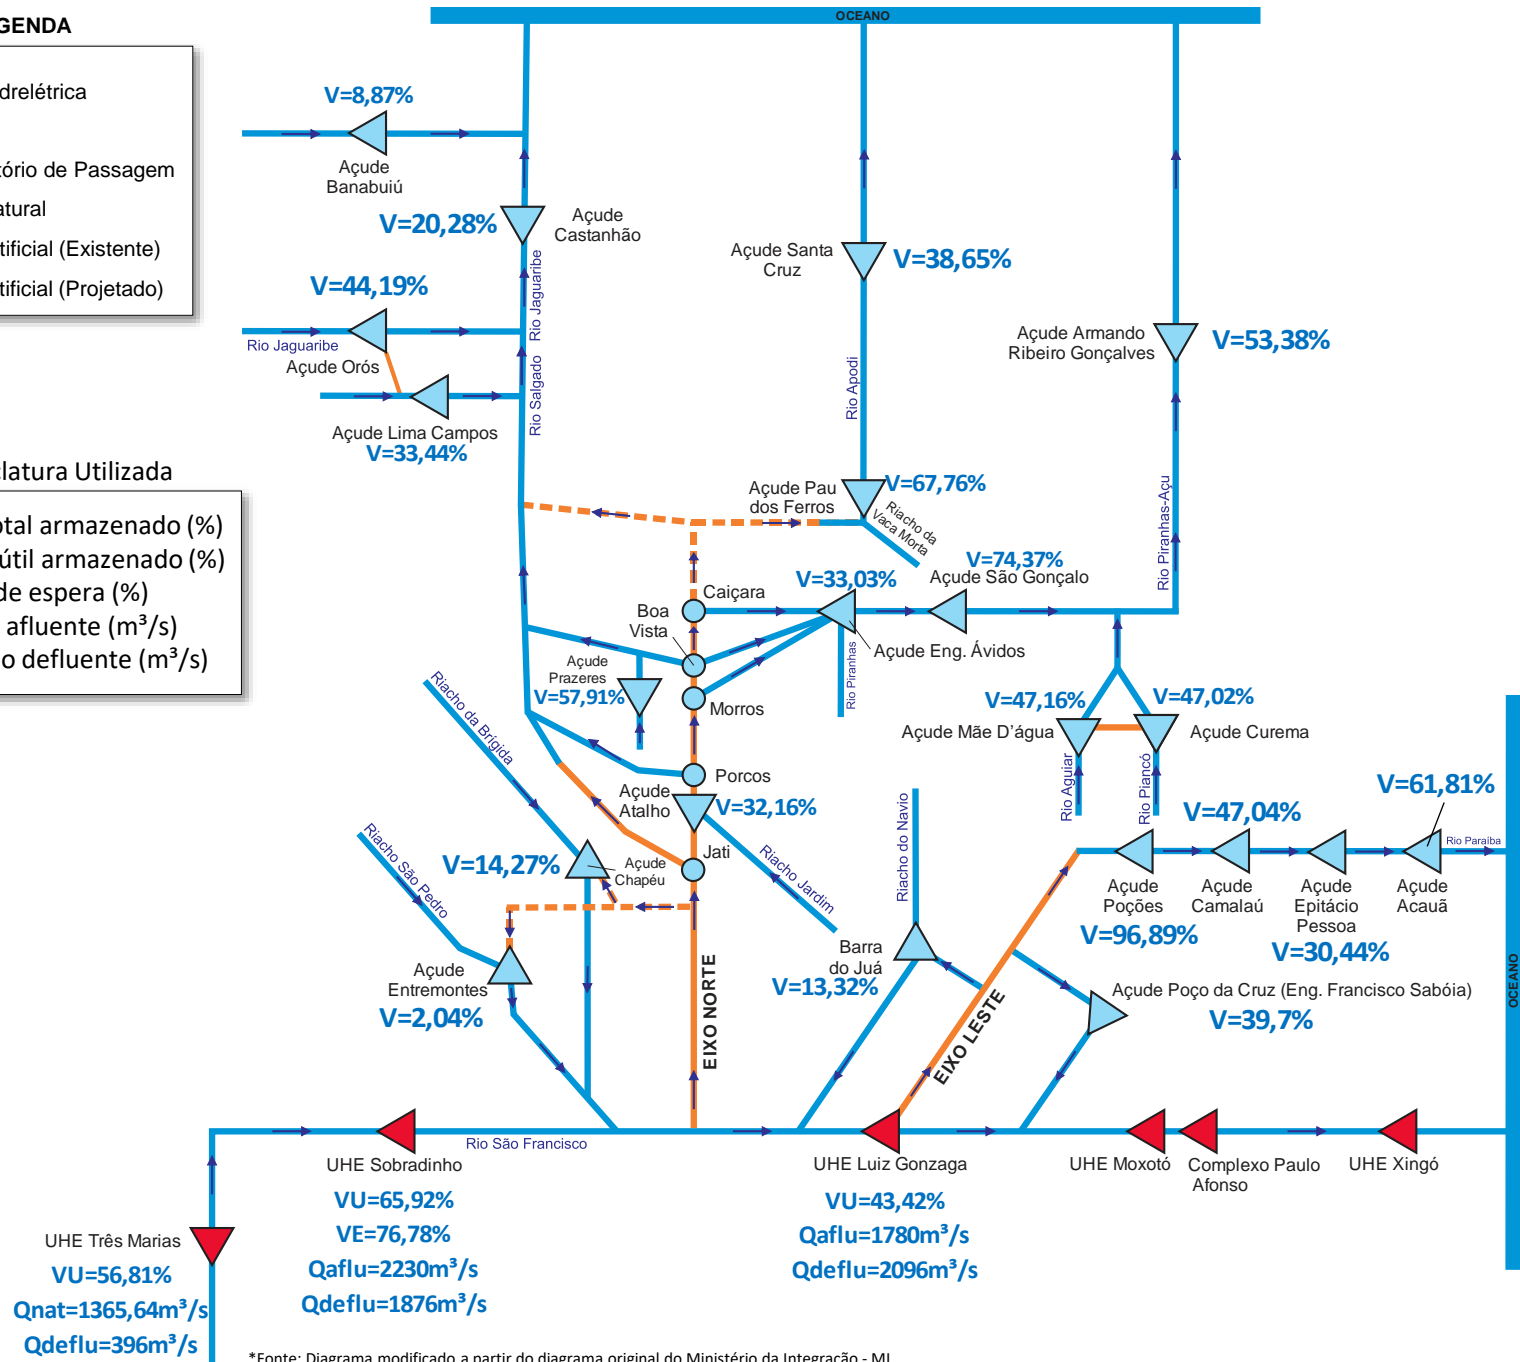 GENDA
drelétrica
tório de Passagem
atural
tificial (Existente)
tificial (Projetado)
clatura Utilizada
otal armazenado (%)
útil armazenado (%)
de espera (%)
afluente (m³/s)
o defluente (m³/s)
OCEANO
V=8,87%
Açude
Banabuiú
V=20,28%
Açude
Castanhão
V=44,19%
Rio Jaguaribe
Açude Orós
Rio Jaguaribe
Rio Salgado
Açude Lima Campos
V=33,44%
Açude Santa
Cruz
V=38,65%
Rio Apodi
Açude Armando
Ribeiro Gonçalves
V=53,38%
Rio Piranhas-Açu
Açude Pau
dos Ferros
V=67,76%
Riacho da
Vaca Morta
V=74,37%
Açude São Gonçalo
V=33,03%
Caiçara
Boa
Vista
Açude Eng. Ávidos
Rio Piranhas
Açude
Prazeres
V=57,91%
Morros
Riacho da Brígida
Porcos
Açude
Atalho
V=32,16%
Jati
Riacho Jardim
V=47,16%
V=47,02%
Açude Mãe D'água
Açude Curema
Rio Aguiar
Rio Piancó
V=61,81%
V=47,04%
Rio Paraíba
Açude
Poções
V=96,89%
Açude
Camalaú
Açude
Epitácio
Pessoa
V=30,44%
Açude
Acauã
Riacho São Pedro
V=14,27%
Açude
Chapéu
Açude
Entremontes
V=2,04%
EIXO NORTE
Riacho do Navio
Barra
do Juá
V=13,32%
EIXO LESTE
Açude Poço da Cruz (Eng. Francisco Sabóia)
V=39,7%
OCEANO
Rio São Francisco
UHE Sobradinho
VU=65,92%
VE=76,78%
Qaflu=2230m³/s
Qdeflu=1876m³/s
UHE Luiz Gonzaga
VU=43,42%
Qaflu=1780m³/s
Qdeflu=2096m³/s
UHE Moxotó
Complexo Paulo
Afonso
UHE Xingó
UHE Três Marias
VU=56,81%
Qnat=1365,64m³/s
Qdeflu=396m³/s
*Fonte: Diagrama modificado a partir do diagrama original do Ministério da Integração - MI